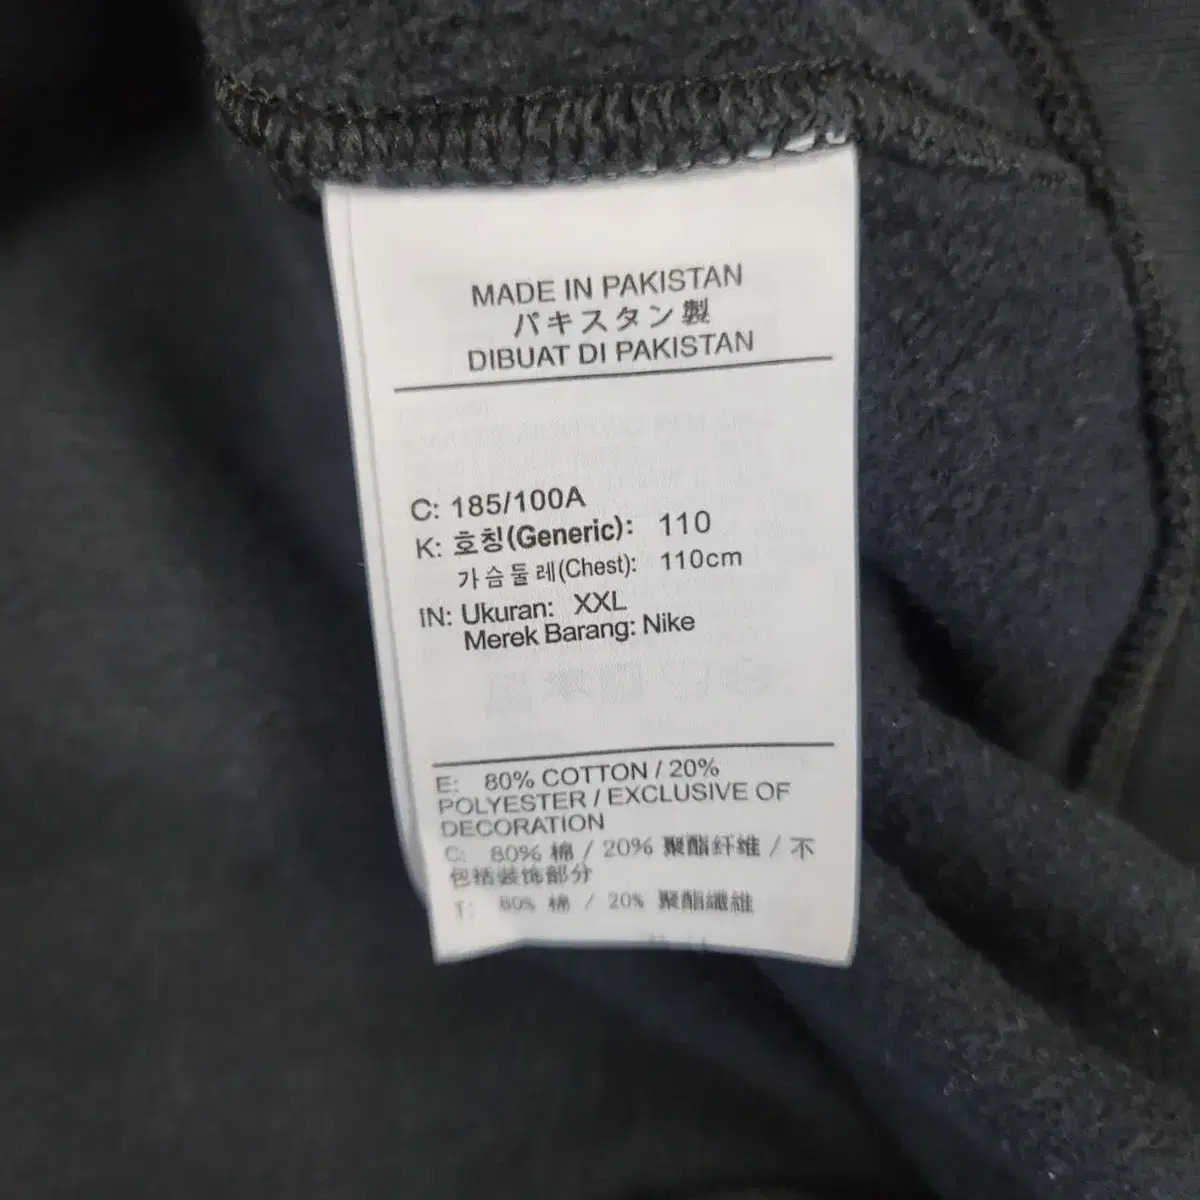 MADE IN PAKISTAN
パキスタン製
DIBUAT DI PAKISTAN
C: 185/100A
K: 호칭(Generic): 110
가슴둘레(Chest): 110cm
IN: Ukuran: XXL
Merek Barang: Nike
E: 80% COTTON / 20%
POLYESTER / EXCLUSIVE OF
DECORATION
C: 80% 棉 / 20% 聚酯纤维 / 不
包括装饰部分
T: 80% 棉 / 20% 聚酯纖維